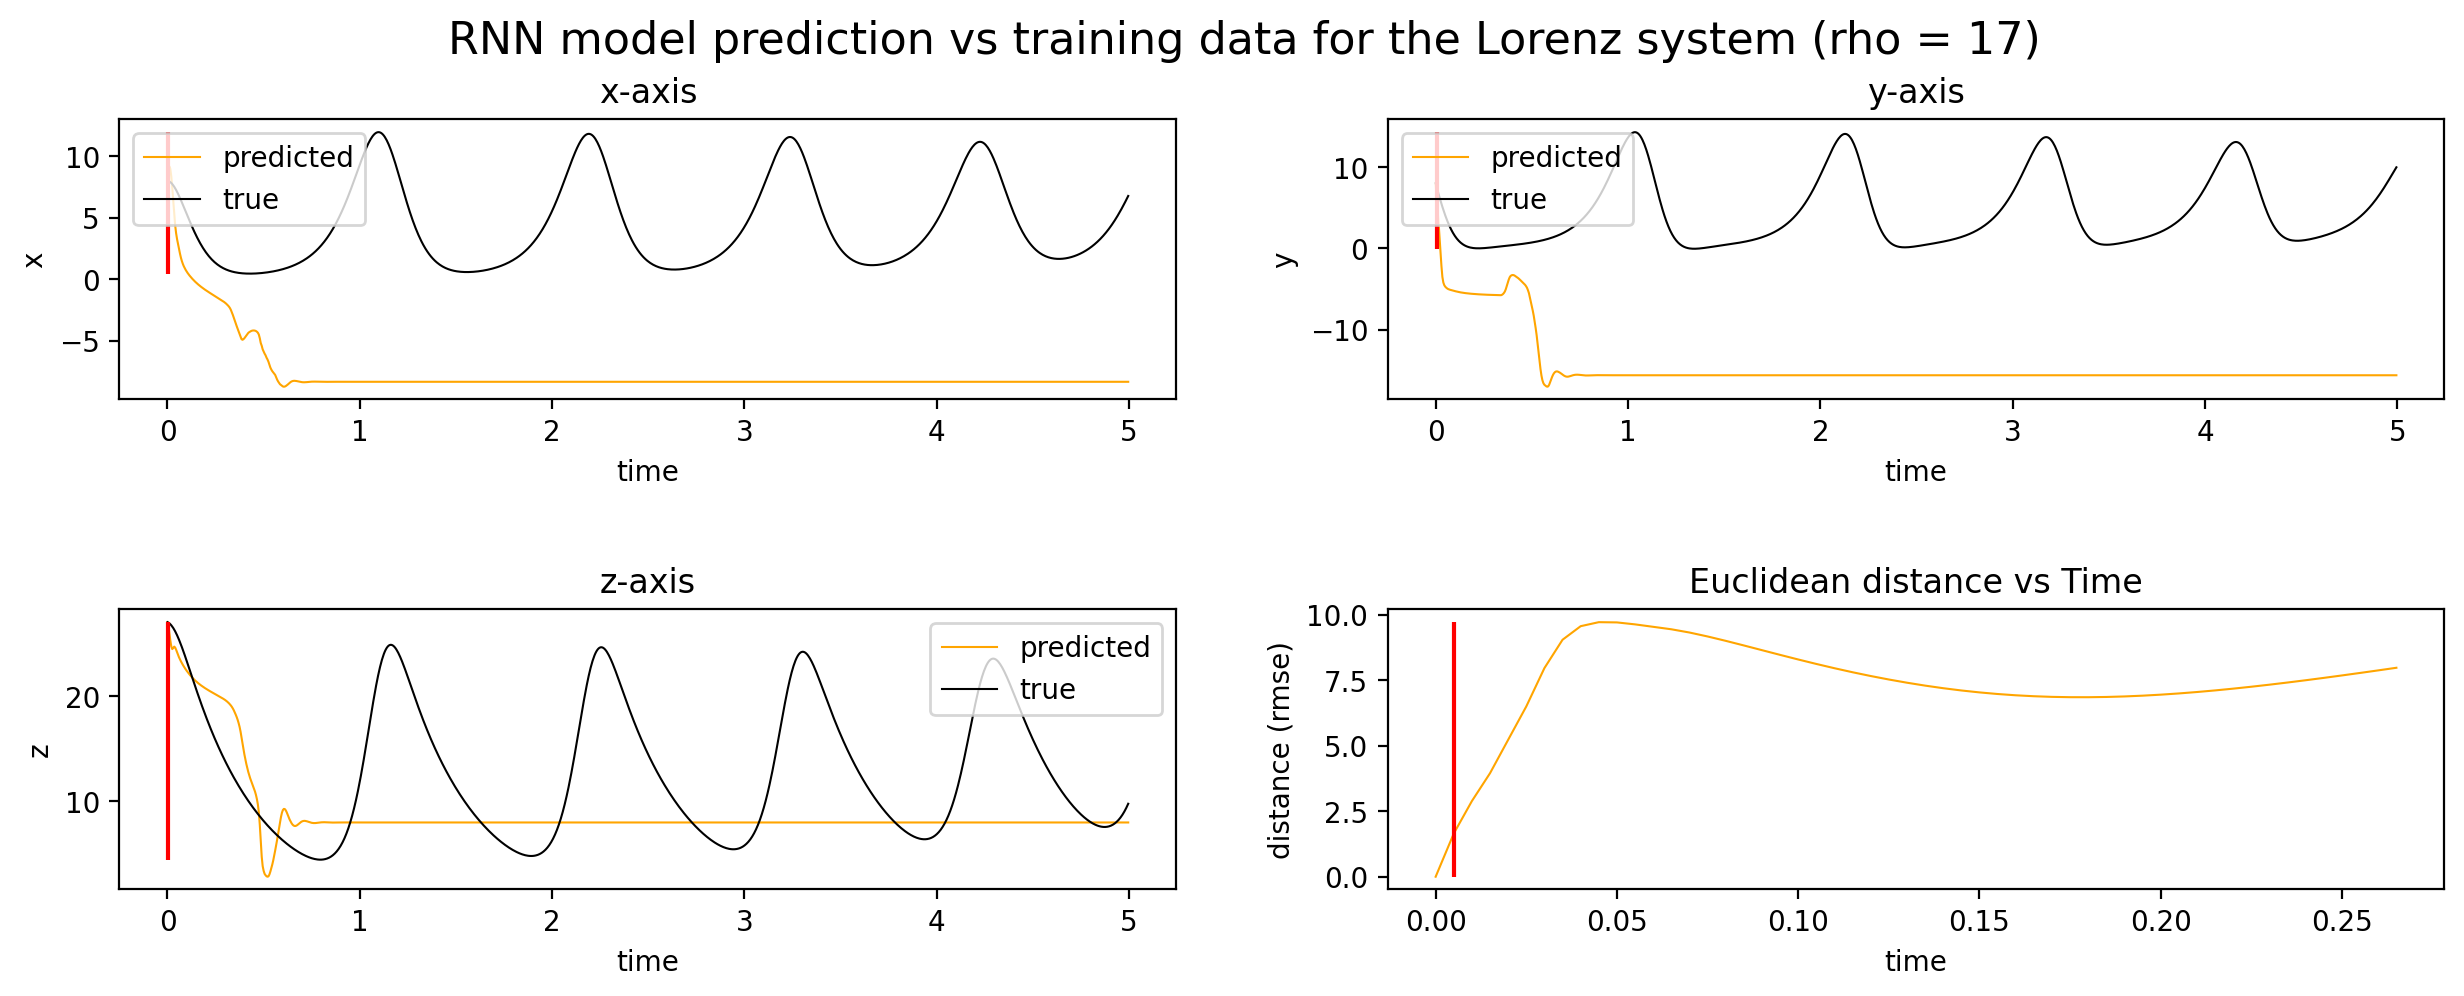 RNN model prediction vs training data for the Lorenz system (rho = 17)
x-axis
x
10
5
0
−5
predicted
true
0 1 2 3 4 5
time
y-axis
y
10
0
−10
predicted
true
0 1 2 3 4 5
time
z-axis
z
20
10
predicted
true
0 1 2 3 4 5
time
Euclidean distance vs Time
distance (rmse)
10.0
7.5
5.0
2.5
0.0
0.00 0.05 0.10 0.15 0.20 0.25
time